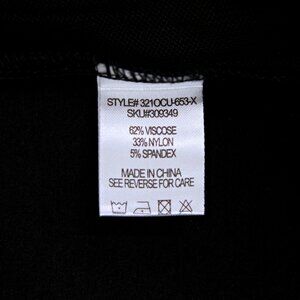 STYLE# 321OCU-653-X
SKU#309349
62% VISCOSE
33% NYLON
5% SPANDEX
MADE IN CHINA
SEE REVERSE FOR CARE